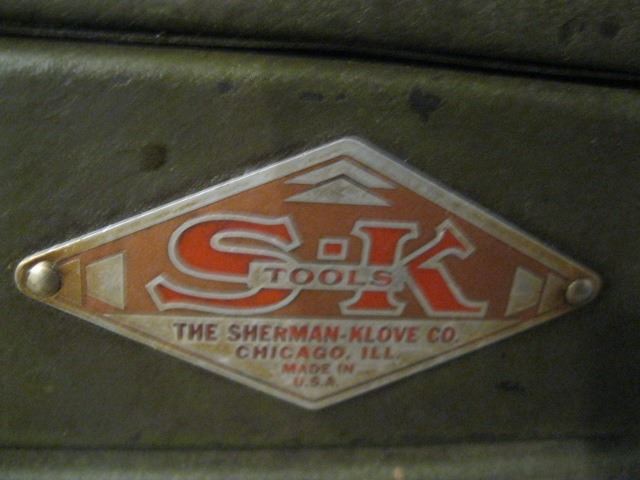 S-K
TOOLS
THE SHERMAN-KLOVE CO.
CHICAGO, ILL.
MADE IN
U.S.A.